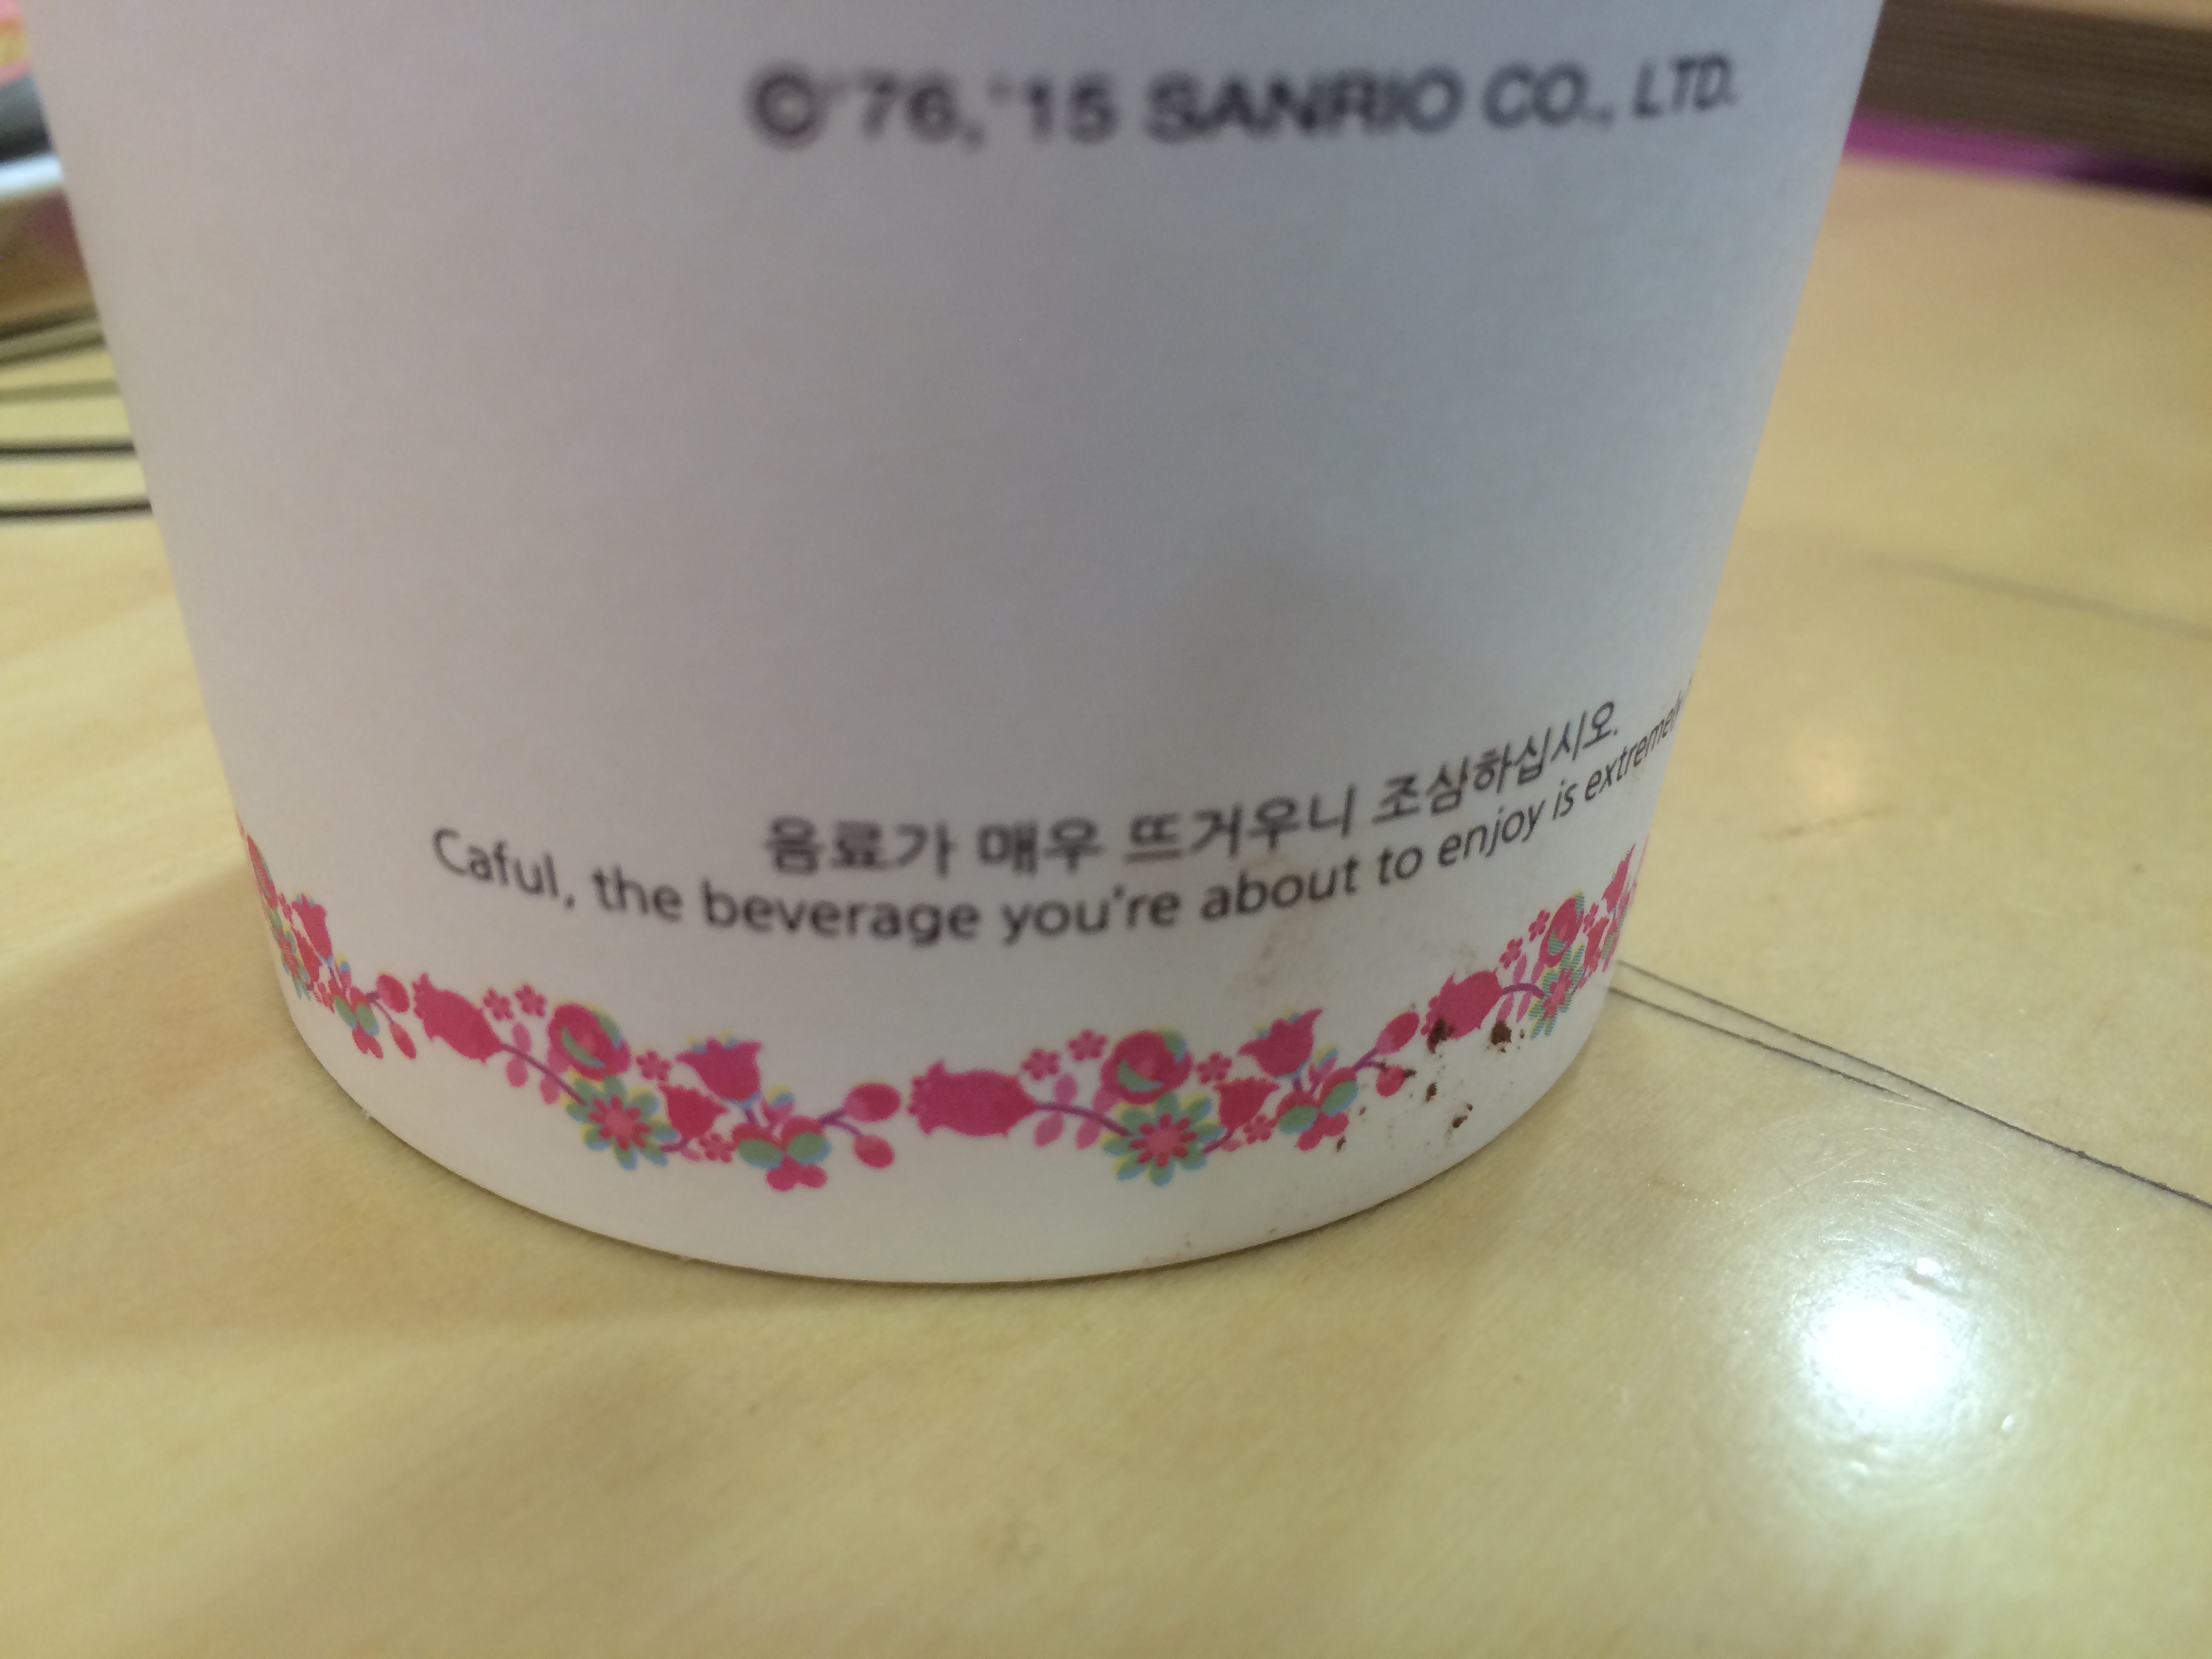 ©'76,'15 SANRIO CO., LTD.
음료가 매우 뜨거우니 조심하십시오.
Caful, the beverage you're about to enjoy is extremely